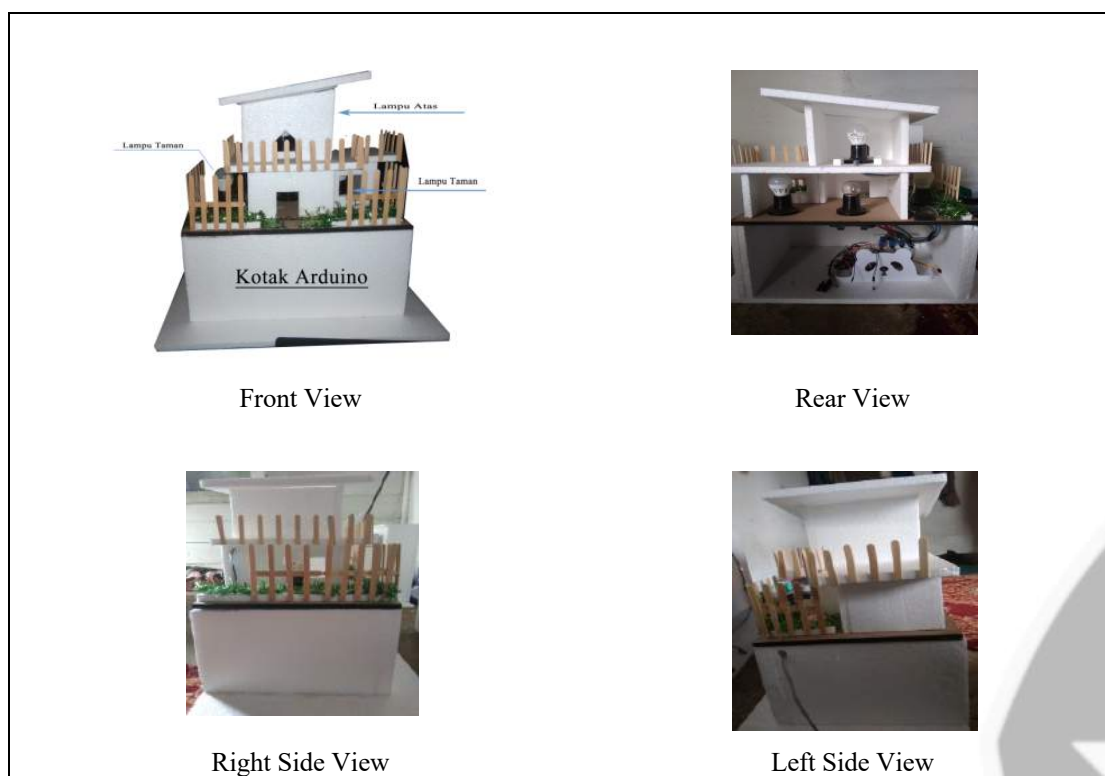 Lampu Atas
Lampu Taman
Lampu Taman
Kotak Arduino
Front View
Rear View
Right Side View
Left Side View